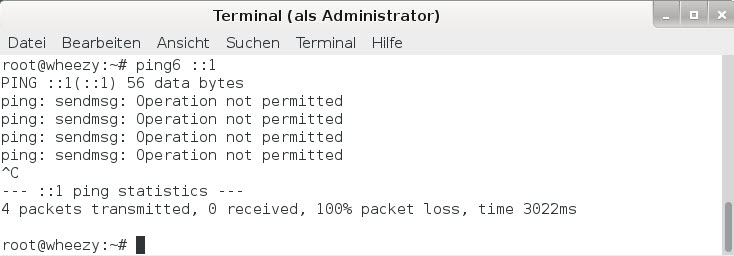 Terminal (als Administrator)
Datei Bearbeiten Ansicht Suchen Terminal Hilfe
root@wheezy:~# ping6 ::1
PING ::1(::1) 56 data bytes
ping: sendmsg: Operation not permitted
ping: sendmsg: Operation not permitted
ping: sendmsg: Operation not permitted
ping: sendmsg: Operation not permitted
^C
--- ::1 ping statistics ---
4 packets transmitted, 0 received, 100% packet loss, time 3022ms
root@wheezy:~#